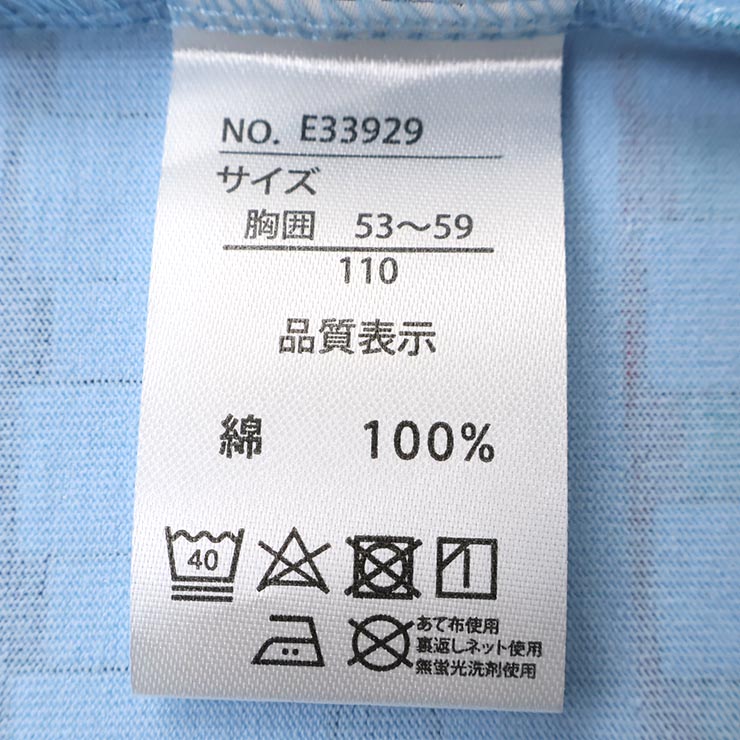 NO. E33929
サイズ
胸囲 53〜59
110
品質表示
綿 100%
40
あて布使用
裏返しネット使用
無蛍光洗剤使用